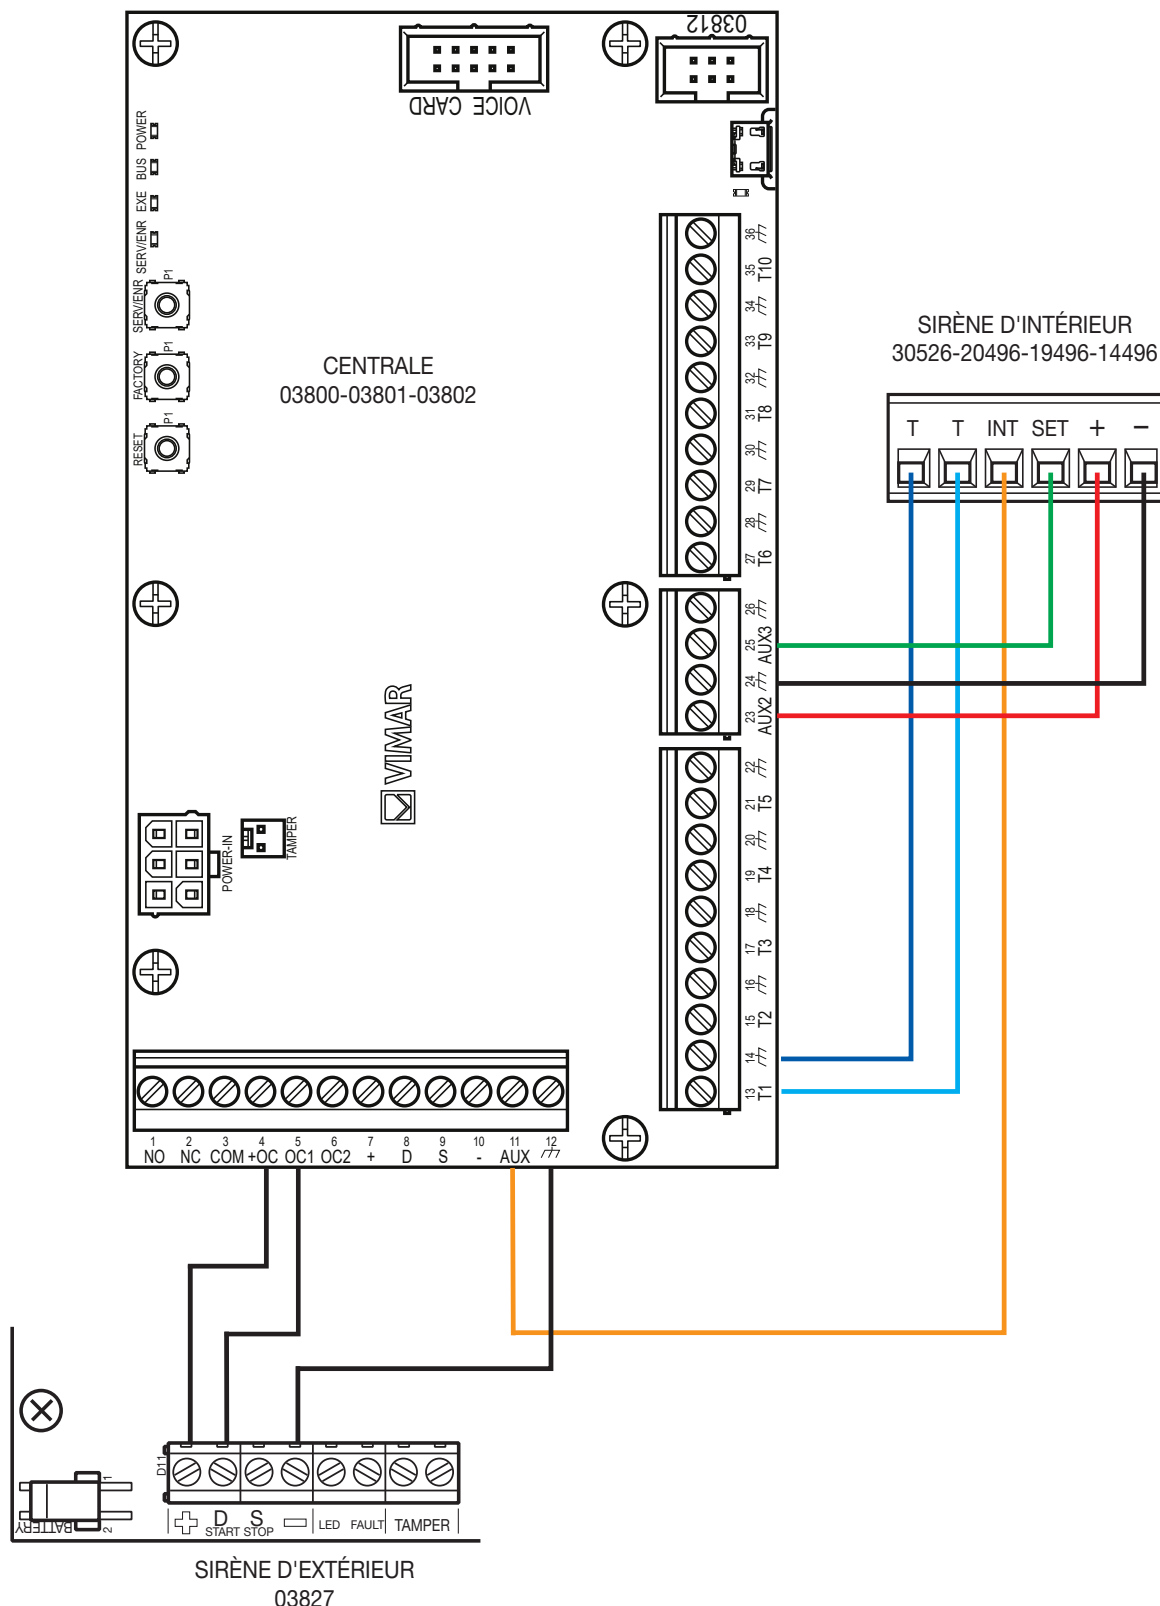 03812
VOICE CARD
POWER
BUS
EXE
SERV/ENR
SERV/ENR
P1
FACTORY
P1
RESET
P1
CENTRALE
03800-03801-03802
36
35 T10
34
33 T9
32
31 T8
30
29 T7
28
27 T6
26
25 AUX3
24
23 AUX2
22
21 T5
20
19 T4
18
17 T3
16
15 T2
14
13 T1
SIRÈNE D'INTÉRIEUR
30526-20496-19496-14496
T T INT SET + −
VIMAR
POWER-IN
TAMPER
1 2 3 4 5 6 7 8 9 10 11 12
NO NC COM +OC OC1 OC2 + D S - AUX
D11
BATTERY
1
2
D S
START STOP
LED FAULT TAMPER
SIRÈNE D'EXTÉRIEUR
03827